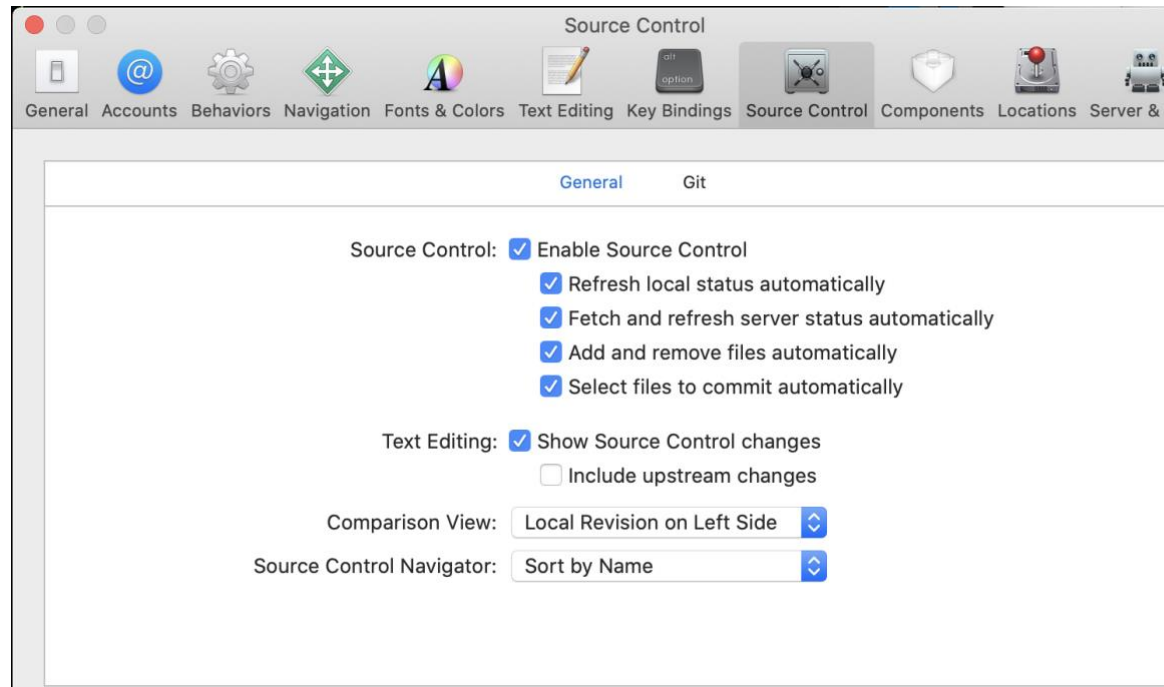 Source Control
alt
option
General Accounts Behaviors Navigation Fonts & Colors Text Editing Key Bindings Source Control Components Locations Server &
General Git
Source Control: Enable Source Control
Refresh local status automatically
Fetch and refresh server status automatically
Add and remove files automatically
Select files to commit automatically
Text Editing: Show Source Control changes
Include upstream changes
Comparison View: Local Revision on Left Side
Source Control Navigator: Sort by Name